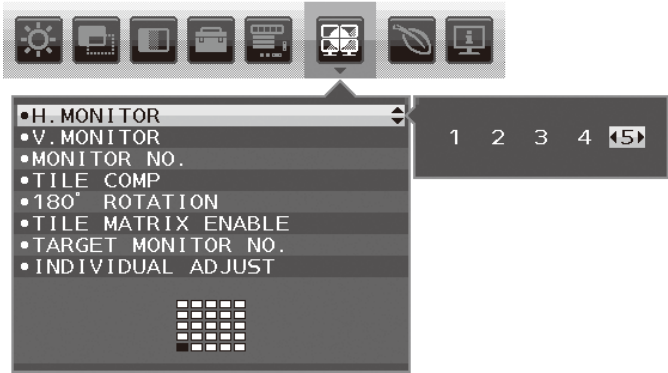 •H.MONITOR
1 2 3 4 5
•V.MONITOR
•MONITOR NO.
•TILE COMP
•180° ROTATION
•TILE MATRIX ENABLE
•TARGET MONITOR NO.
•INDIVIDUAL ADJUST